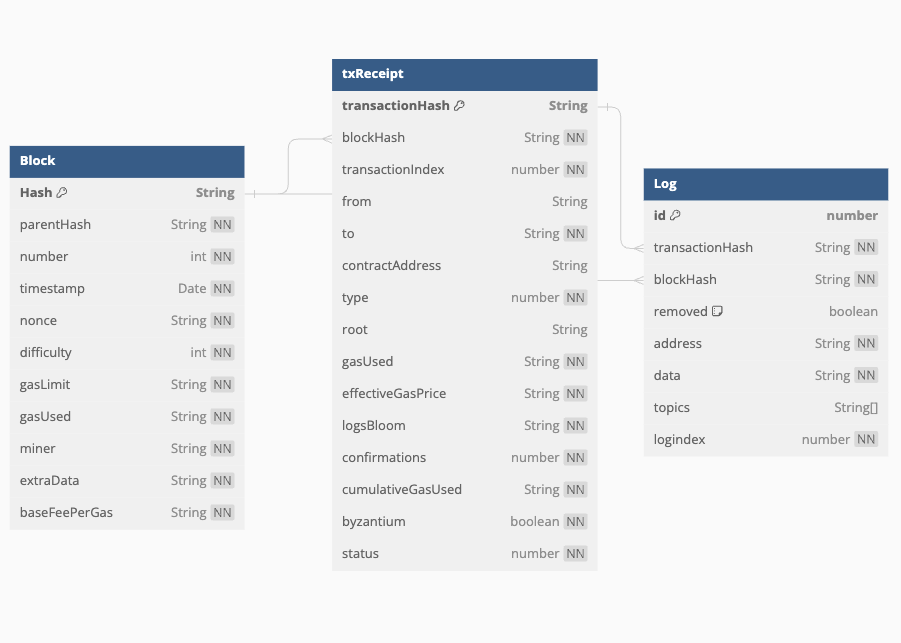 Block
Hash String
parentHash String NN
number int NN
timestamp Date NN
nonce String NN
difficulty int NN
gasLimit String NN
gasUsed String NN
miner String NN
extraData String NN
baseFeePerGas String NN
txReceipt
transactionHash String
blockHash String NN
transactionIndex number NN
from String
to String NN
contractAddress String
type number NN
root String
gasUsed String NN
effectiveGasPrice String NN
logsBloom String NN
confirmations number NN
cumulativeGasUsed String NN
byzantium boolean NN
status number NN
Log
id number
transactionHash String NN
blockHash String NN
removed boolean
address String NN
data String NN
topics String[]
logindex number NN